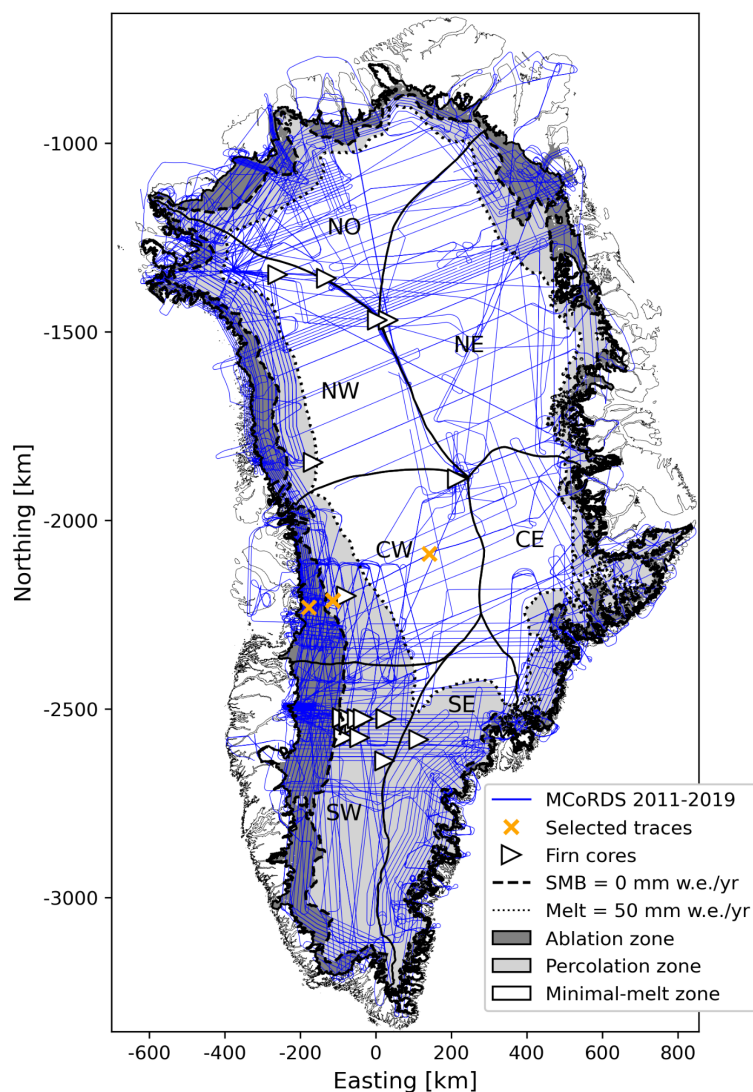 -1000
-1500
-2000
-2500
-3000
Northing [km]
NO
NE
NW
CW
CE
SE
SW
MCoRDS 2011-2019
Selected traces
Firn cores
SMB = 0 mm w.e./yr
Melt = 50 mm w.e./yr
Ablation zone
Percolation zone
Minimal-melt zone
-600 -400 -200 0 200 400 600 800
Easting [km]